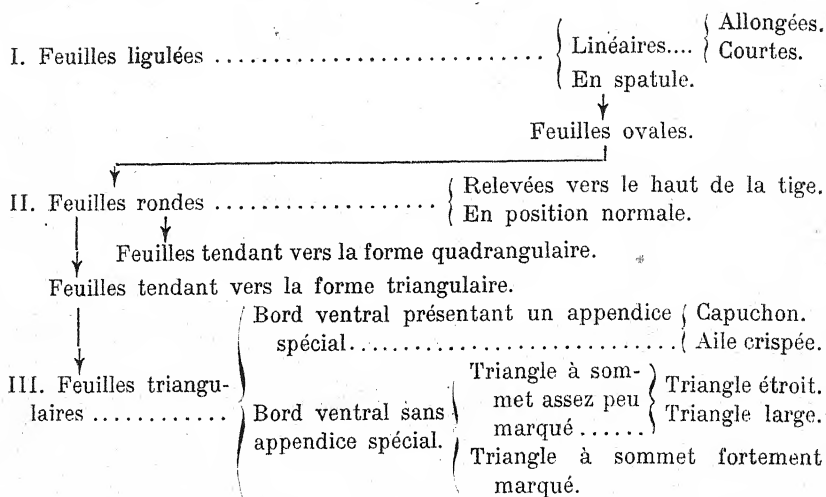 Allongées.
I. Feuilles ligulées .............................. Linéaires.... Courtes.
En spatule.
Feuilles ovales.
Relevées vers le haut de la tige.
II. Feuilles rondes .................... En position normale.
Feuilles tendant vers la forme quadrangulaire.
Feuilles tendant vers la forme triangulaire.
Bord ventral présentant un appendice Capuchon.
spécial.............................. Aile crispée.
III. Feuilles triangu-
laires ............
Bord ventral sans
appendice spécial.
Triangle à som-
met assez peu
marqué ......
Triangle étroit.
Triangle large.
Triangle à sommet fortement
marqué.